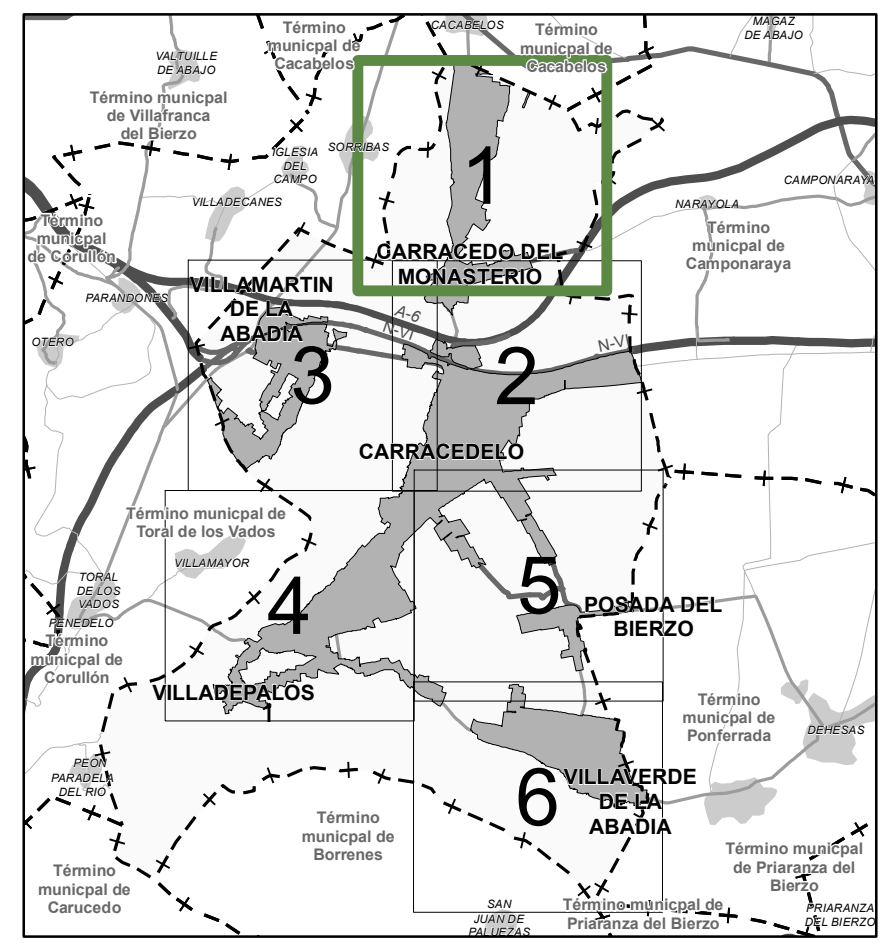 CACABELOS
Término
municpal de
Cacabelos
Término
municpal de
Cacabelos
MAGAZ
DE ABAJO
VALTUILLE
DE ABAJO
Término municpal
de Villafranca
del Bierzo
SORRIBAS
IGLESIA
DEL
CAMPO
1
CAMPONARAYA
VILLADECANES
NARAYOLA
Término
municpal
de Corullón
Término
municpal de
Camponaraya
CARRACEDO DEL
MONASTERIO
VILLAMARTIN
DE LA
ABADIA
PARANDONES
A-6
N-VI
N-VI
OTERO
3
2
CARRACEDELO
Término municpal de
Toral de los Vados
VILLAMAYOR
TORAL
DE LOS
VADOS
4
5
POSADA DEL
BIERZO
PENEDELO
Término
municpal de
Corullón
VILLADEPALOS
Término
municpal de
Ponferrada
DEHESAS
PEON
PARADELA
DEL RIO
6
VILLAVERDE
DE LA
ABADIA
Término
municpal de
Borrenes
Término municpal
de Priaranza del
Bierzo
Término
municpal de
Carucedo
SAN
JUAN DE
PALUEZAS
Término municpal de
Priaranza del Bierzo
PRIARANZA
DEL BIERZO